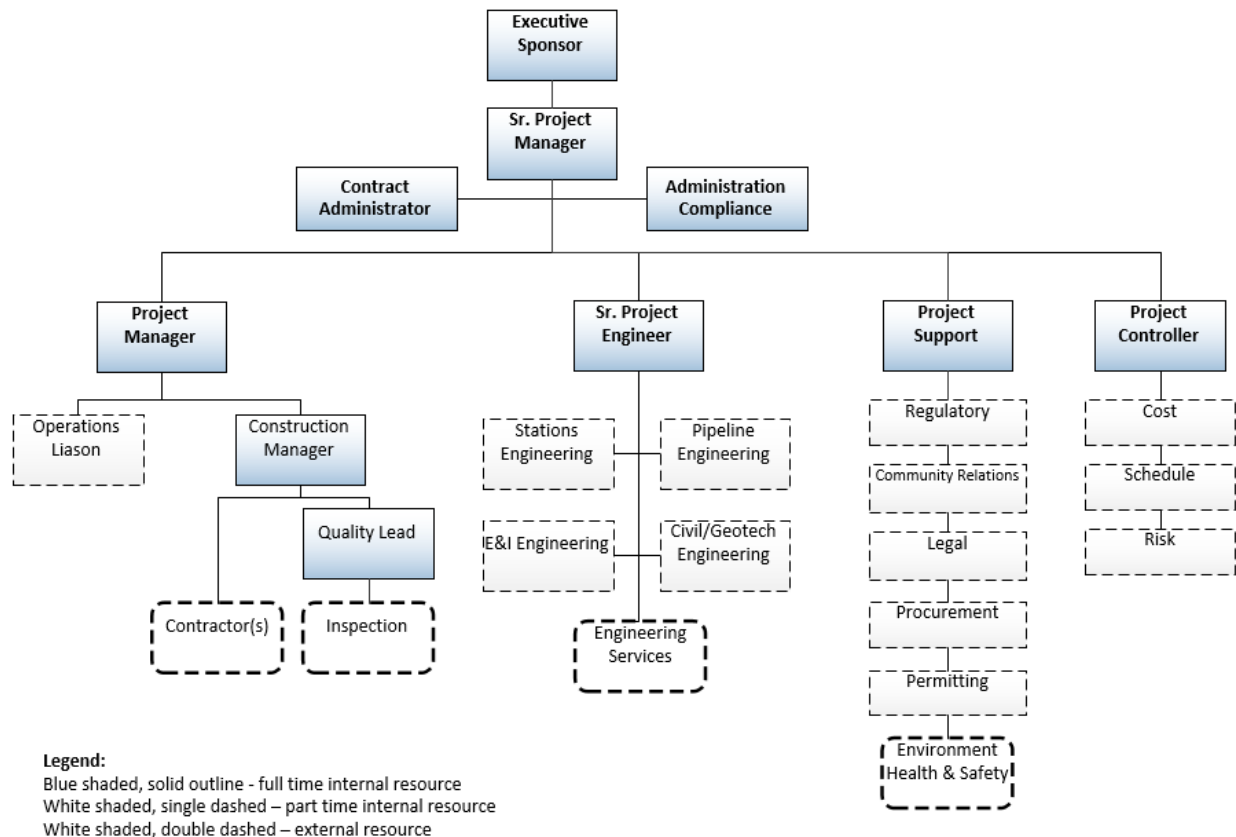 Executive
Sponsor
Sr. Project
Manager
Contract
Administrator
Administration
Compliance
Project
Manager
Sr. Project
Engineer
Project
Support
Project
Controller
Operations
Liason
Construction
Manager
Stations
Engineering
Pipeline
Engineering
Regulatory
Cost
Community Relations
Schedule
Quality Lead
E&I Engineering
Civil/Geotech
Engineering
Legal
Risk
Contractor(s)
Inspection
Engineering
Services
Procurement
Permitting
Environment
Health & Safety
Legend:
Blue shaded, solid outline - full time internal resource
White shaded, single dashed – part time internal resource
White shaded, double dashed – external resource